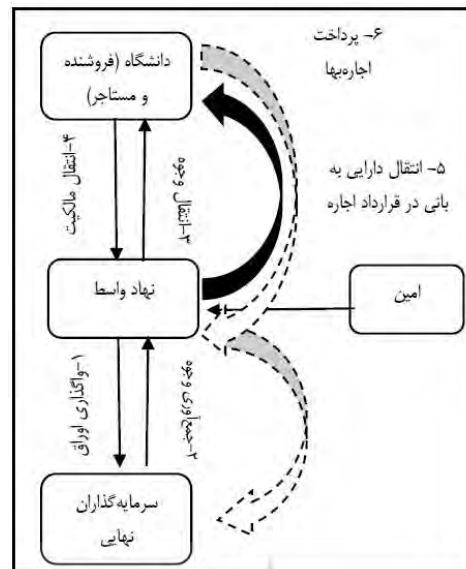 دانشگاه (فروشنده
و مستاجر)
۶- پرداخت
اجاره‌بها
۴-انتقال مالکیت
۳-انتقال وجوه
۵- انتقال دارایی به
بانی در قرارداد اجاره
نهاد واسط
امین
۱-واگذاری اوراق
۲-جمع‌آوری وجوه
سرمایه‌گذاران
نهایی